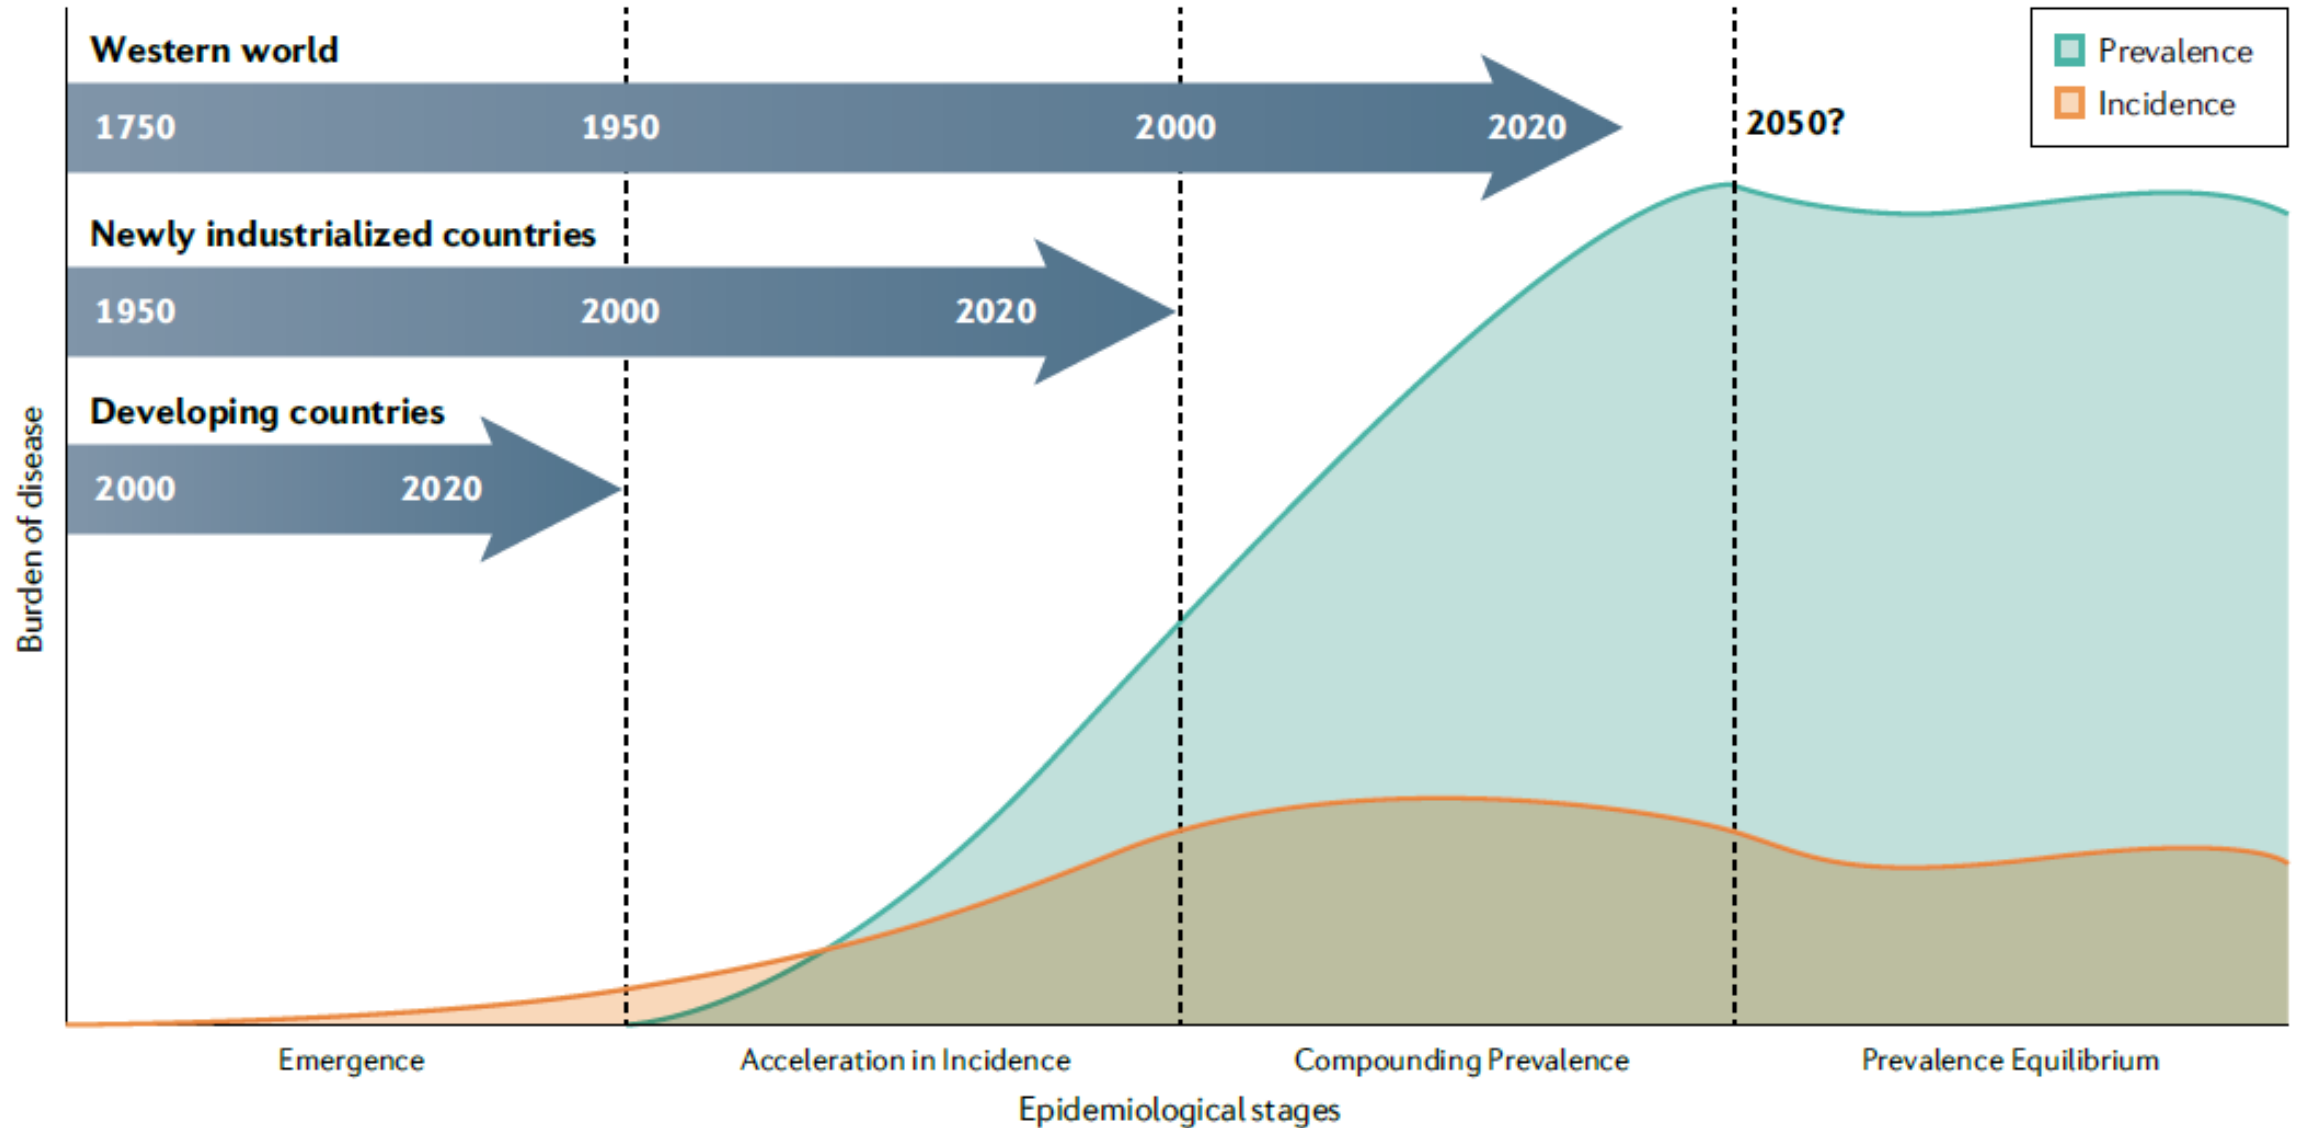 Western world
1750 1950 2000 2020 2050?
Prevalence
Incidence
Newly industrialized countries
1950 2000 2020
Developing countries
2000 2020
Burden of disease
Emergence Acceleration in Incidence Compounding Prevalence Prevalence Equilibrium
Epidemiological stages